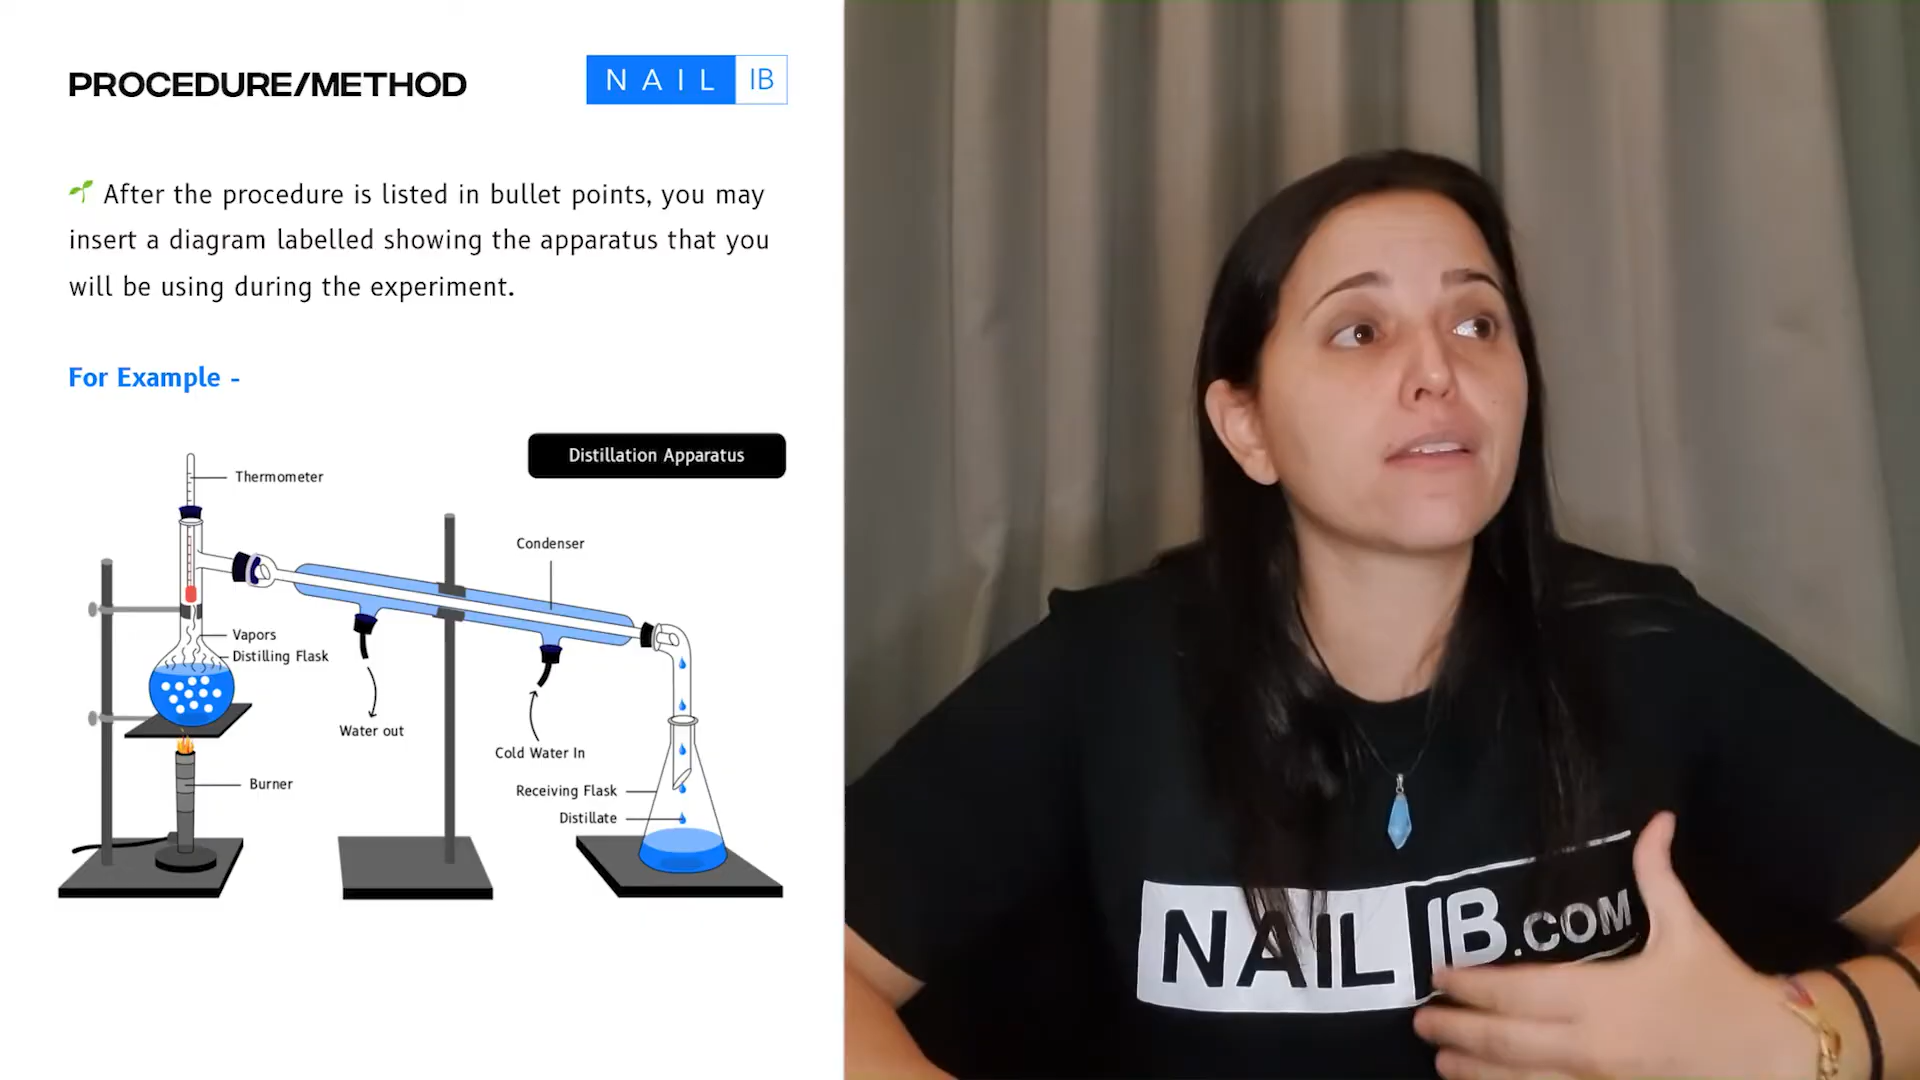 PROCEDURE/METHOD
NAIL IB
After the procedure is listed in bullet points, you may
insert a diagram labelled showing the apparatus that you
will be using during the experiment.
For Example -
Distillation Apparatus
Thermometer
Condenser
Vapors
Distilling Flask
Water out
Cold Water In
Burner
Receiving Flask
Distillate
NAIL IB.COM